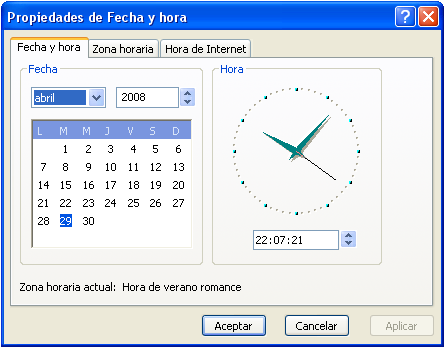 Propiedades de Fecha y hora
Fecha y hora Zona horaria Hora de Internet
Fecha Hora
abril 2008
L M M J V S D
1 2 3 4 5 6
7 8 9 10 11 12 13
14 15 16 17 18 19 20
21 22 23 24 25 26 27
28 29 30
22:07:21
Zona horaria actual: Hora de verano romance
Aceptar Cancelar Aplicar